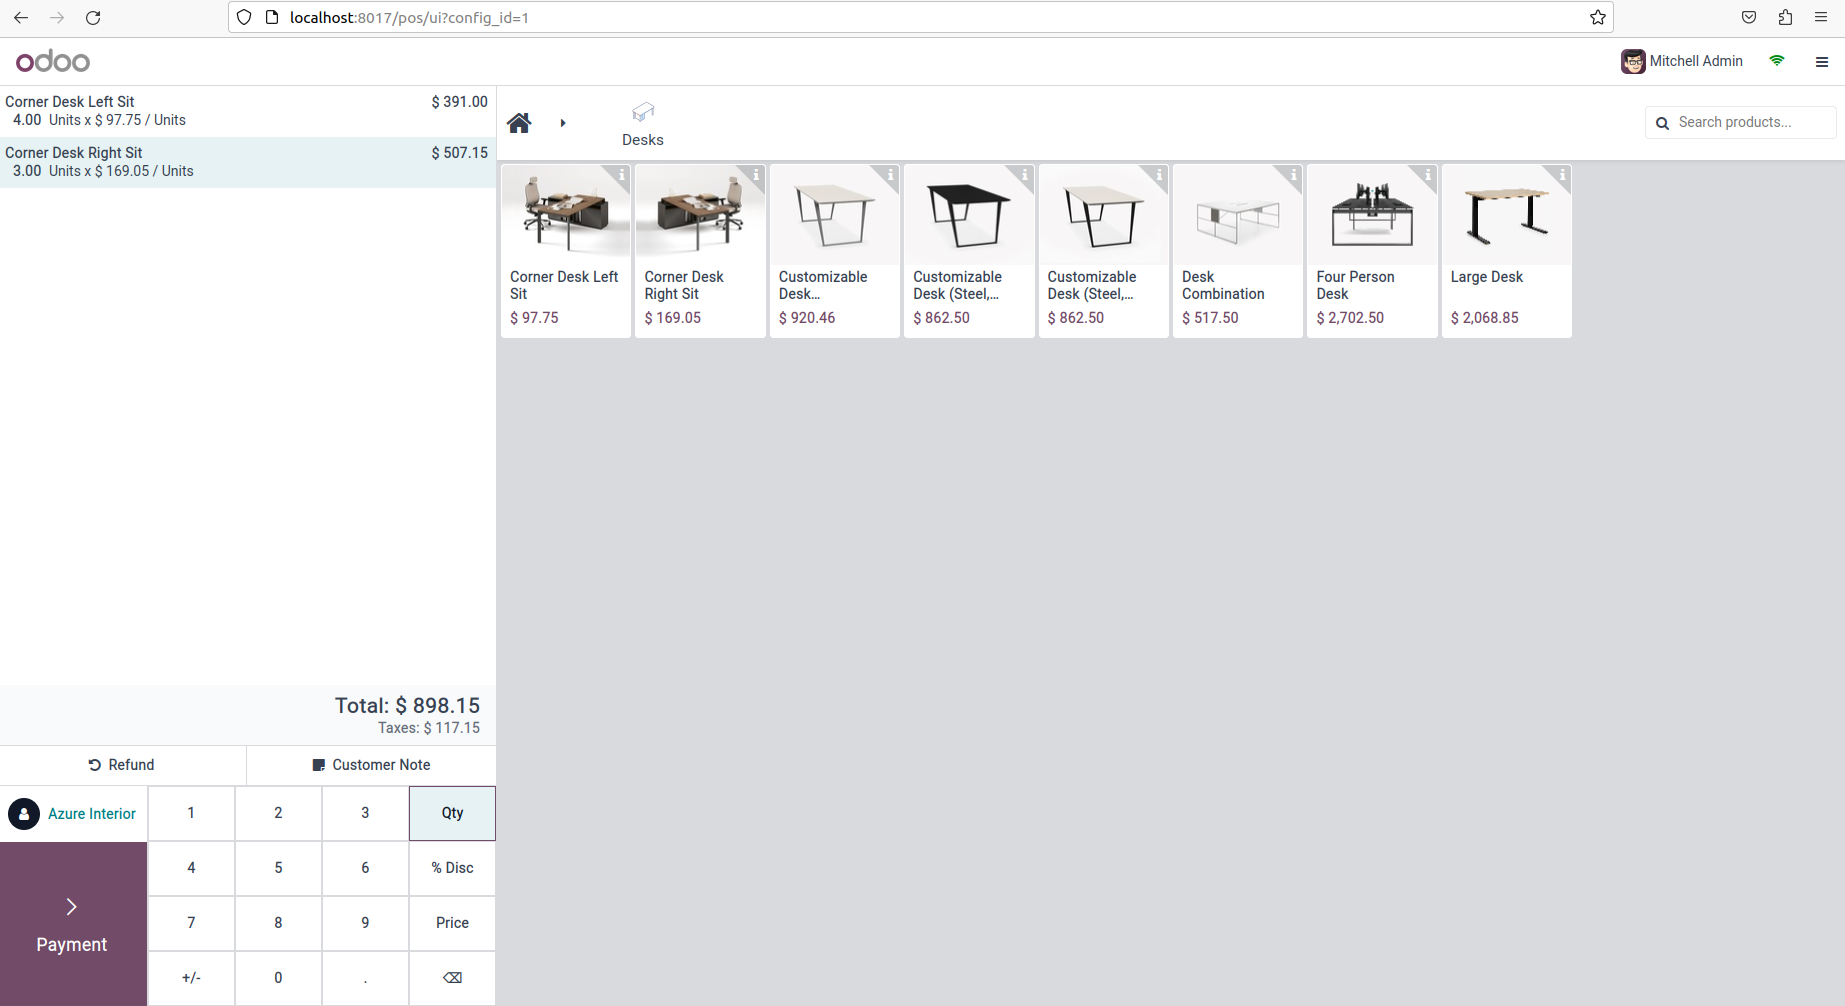 localhost:8017/pos/ui?config_id=1
odoo
Mitchell Admin
Corner Desk Left Sit $ 391.00
4.00 Units x $ 97.75 / Units
Corner Desk Right Sit $ 507.15
3.00 Units x $ 169.05 / Units
Desks
Search products...
Corner Desk Left
Sit
$ 97.75
Corner Desk
Right Sit
$ 169.05
Customizable
Desk...
$ 920.46
Customizable
Desk (Steel,...
$ 862.50
Customizable
Desk (Steel,...
$ 862.50
Desk
Combination
$ 517.50
Four Person
Desk
$ 2,702.50
Large Desk
$ 2,068.85
Total: $ 898.15
Taxes: $ 117.15
Refund
Customer Note
Azure Interior
1 2 3 Qty
4 5 6 % Disc
7 8 9 Price
Payment
+/- 0 . ⌫